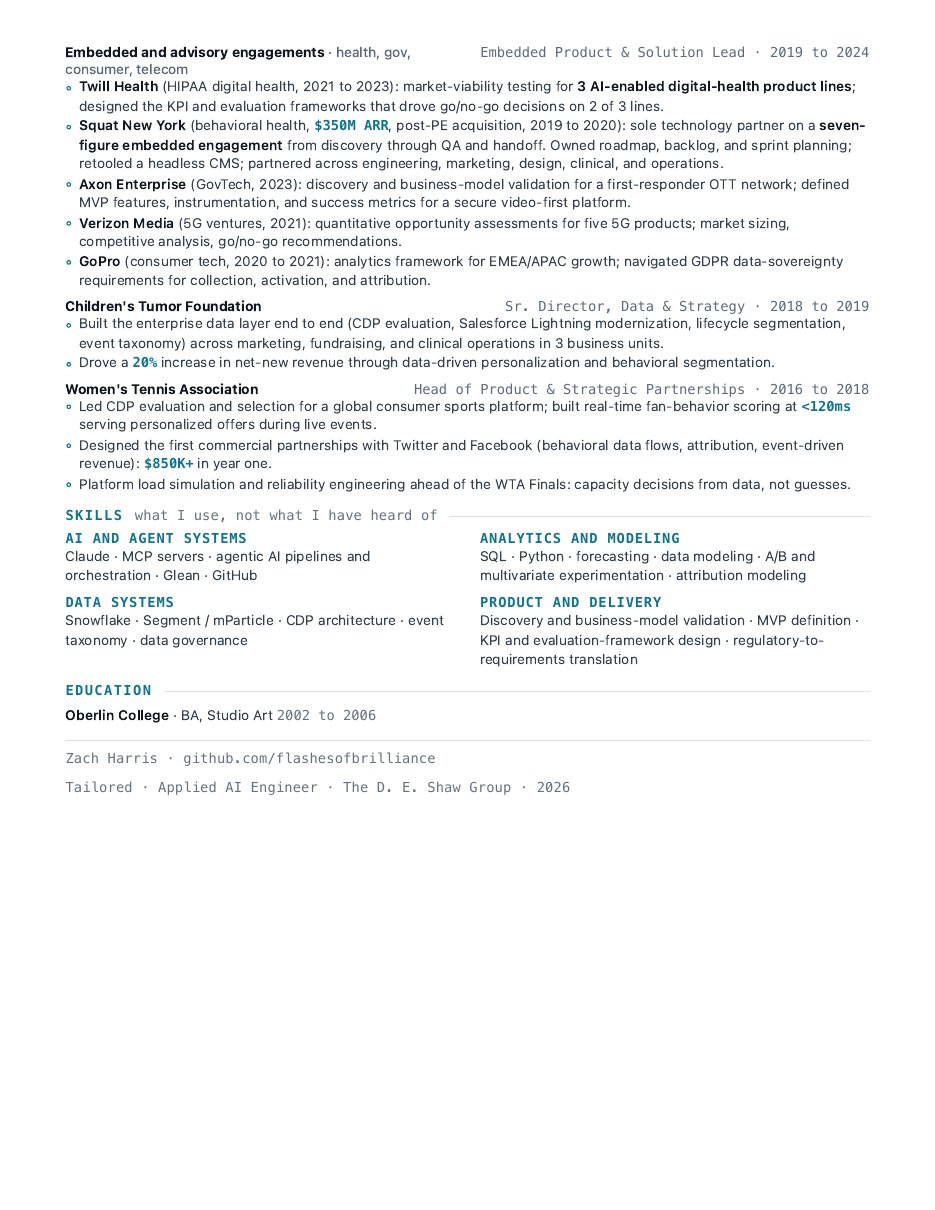 Embedded and advisory engagements · health, gov, consumer, telecom
Embedded Product & Solution Lead · 2019 to 2024
Twill Health (HIPAA digital health, 2021 to 2023): market-viability testing for 3 AI-enabled digital-health product lines;
designed the KPI and evaluation frameworks that drove go/no-go decisions on 2 of 3 lines.
Squat New York (behavioral health, $350M ARR, post-PE acquisition, 2019 to 2020): sole technology partner on a seven-
figure embedded engagement from discovery through QA and handoff. Owned roadmap, backlog, and sprint planning;
retooled a headless CMS; partnered across engineering, marketing, design, clinical, and operations.
Axon Enterprise (GovTech, 2023): discovery and business-model validation for a first-responder OTT network; defined
MVP features, instrumentation, and success metrics for a secure video-first platform.
Verizon Media (5G ventures, 2021): quantitative opportunity assessments for five 5G products; market sizing,
competitive analysis, go/no-go recommendations.
GoPro (consumer tech, 2020 to 2021): analytics framework for EMEA/APAC growth; navigated GDPR data-sovereignty
requirements for collection, activation, and attribution.
Children's Tumor Foundation
Sr. Director, Data & Strategy · 2018 to 2019
Built the enterprise data layer end to end (CDP evaluation, Salesforce Lightning modernization, lifecycle segmentation,
event taxonomy) across marketing, fundraising, and clinical operations in 3 business units.
Drove a 20% increase in net-new revenue through data-driven personalization and behavioral segmentation.
Women's Tennis Association
Head of Product & Strategic Partnerships · 2016 to 2018
Led CDP evaluation and selection for a global consumer sports platform; built real-time fan-behavior scoring at <120ms
serving personalized offers during live events.
Designed the first commercial partnerships with Twitter and Facebook (behavioral data flows, attribution, event-driven
revenue): $850K+ in year one.
Platform load simulation and reliability engineering ahead of the WTA Finals: capacity decisions from data, not guesses.
SKILLS what I use, not what I have heard of
AI AND AGENT SYSTEMS
Claude · MCP servers · agentic AI pipelines and
orchestration · Glean · GitHub
ANALYTICS AND MODELING
SQL · Python · forecasting · data modeling · A/B and
multivariate experimentation · attribution modeling
DATA SYSTEMS
Snowflake · Segment / mParticle · CDP architecture · event
taxonomy · data governance
PRODUCT AND DELIVERY
Discovery and business-model validation · MVP definition ·
KPI and evaluation-framework design · regulatory-to-
requirements translation
EDUCATION
Oberlin College · BA, Studio Art 2002 to 2006
Zach Harris · github.com/flashesofbrilliance
Tailored · Applied AI Engineer · The D. E. Shaw Group · 2026